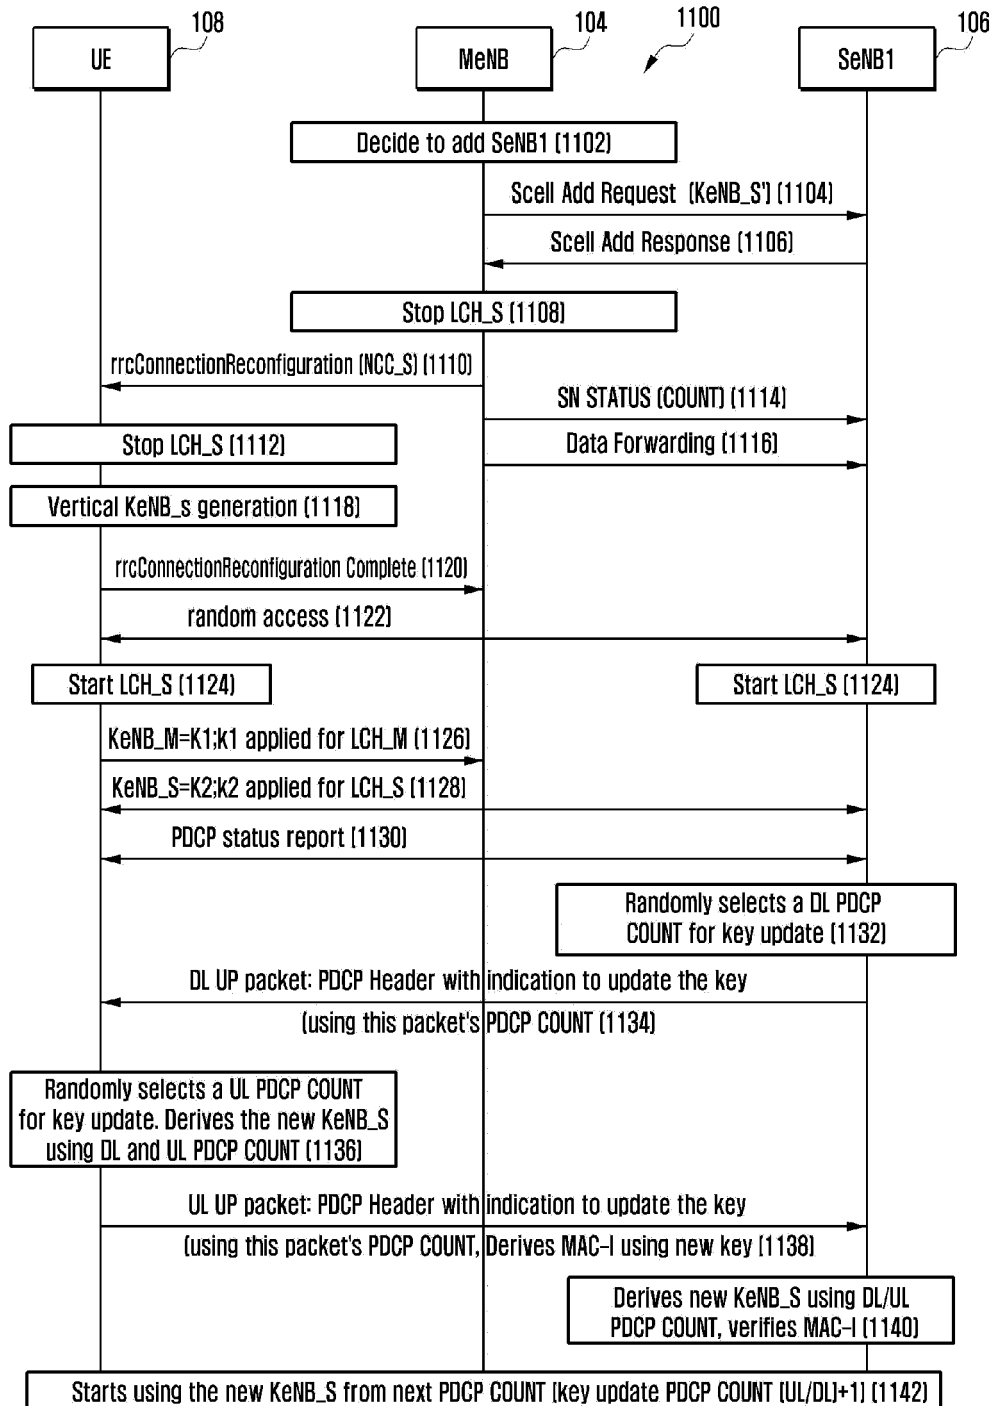 108
104
1100
106
UE
MeNB
SeNB1
Decide to add SeNB1 (1102)
Scell Add Request (KeNB_S') (1104)
Scell Add Response (1106)
Stop LCH_S (1108)
rrcConnectionReconfiguration (NCC_S) (1110)
SN STATUS (COUNT) (1114)
Stop LCH_S (1112)
Data Forwarding (1116)
Vertical KeNB_s generation (1118)
rrcConnectionReconfiguration Complete (1120)
random access (1122)
Start LCH_S (1124)
Start LCH_S (1124)
KeNB_M=K1;k1 applied for LCH_M (1126)
KeNB_S=K2;k2 applied for LCH_S (1128)
PDCP status report (1130)
Randomly selects a DL PDCP
COUNT for key update (1132)
DL UP packet: PDCP Header with indication to update the key
(using this packet's PDCP COUNT (1134)
Randomly selects a UL PDCP COUNT
for key update. Derives the new KeNB_S
using DL and UL PDCP COUNT (1136)
UL UP packet: PDCP Header with indication to update the key
(using this packet's PDCP COUNT, Derives MAC-I using new key (1138)
Derives new KeNB_S using DL/UL
PDCP COUNT, verifies MAC-I (1140)
Starts using the new KeNB_S from next PDCP COUNT (key update PDCP COUNT (UL/DL)+1) (1142)